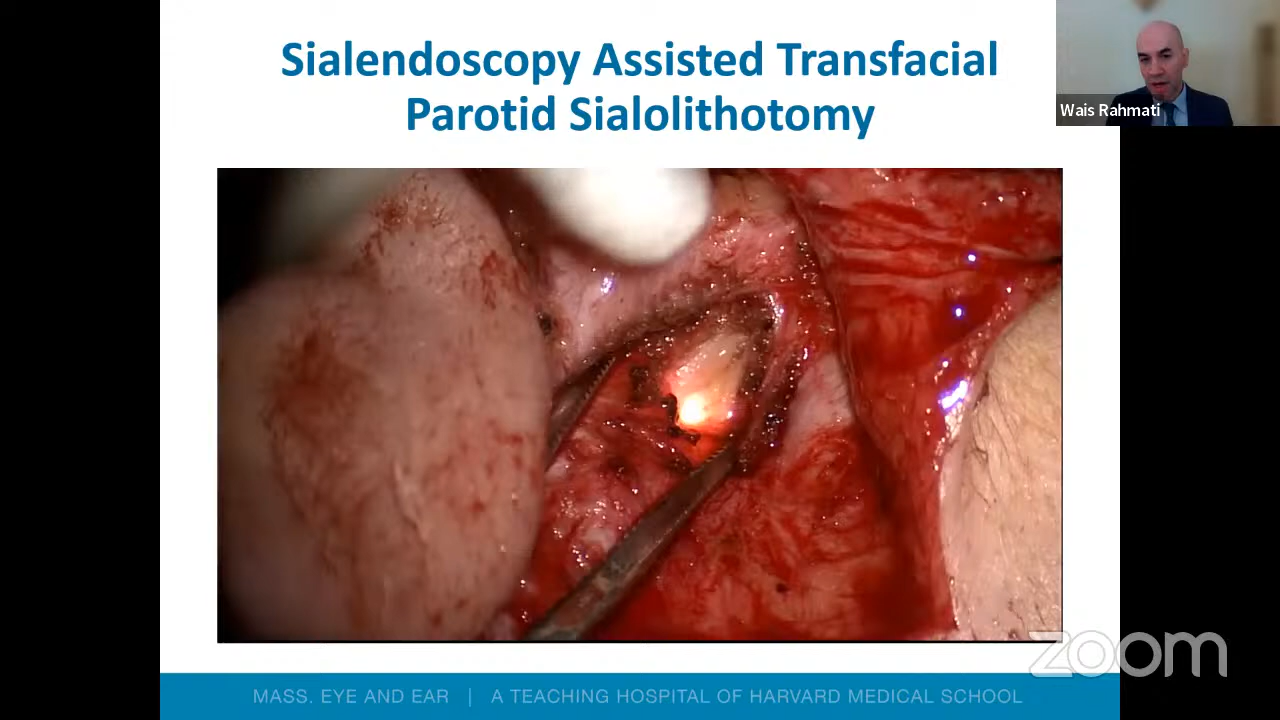 Sialendoscopy Assisted Transfacial
Parotid Sialolithotomy
Wais Rahmati
zoom
MASS. EYE AND EAR | A TEACHING HOSPITAL OF HARVARD MEDICAL SCHOOL